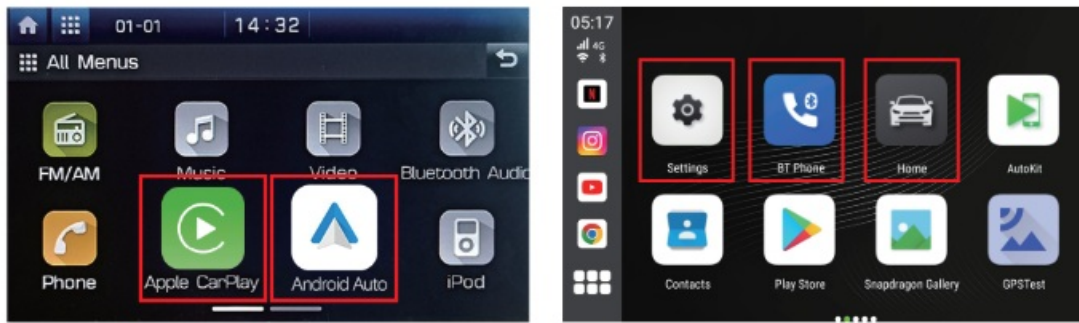 01-01 14:32
All Menus
FM/AM Music Video Bluetooth Audio
Phone Apple CarPlay Android Auto iPod
05:17
4G
Settings BT Phone Home AutoKit
Contacts Play Store Snapdragon Gallery GPSTest